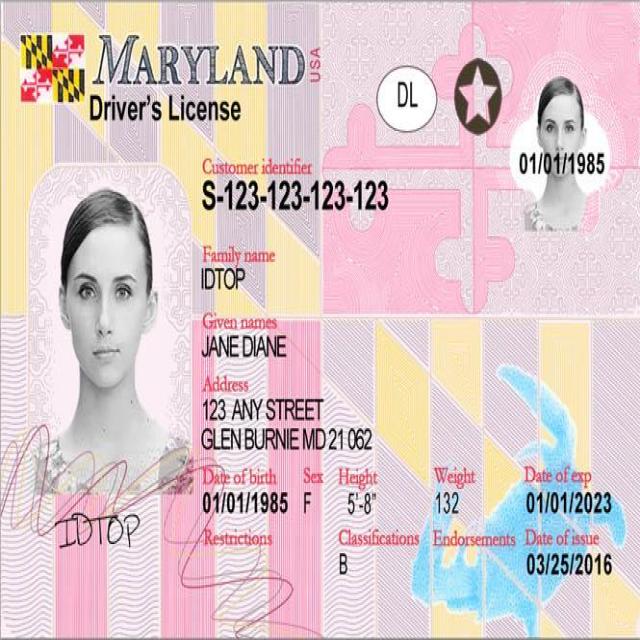 MARYLAND USA
Driver's License
DL
01/01/1985
Customer identifier
S-123-123-123-123
Family name
IDTOP
Given names
JANE DIANE
Address
123 ANY STREET
GLEN BURNIE MD 21 062
Date of birth Sex Height Weight Date of exp
01/01/1985 F 5'-8" 132 01/01/2023
Restrictions Classifications Endorsements Date of issue
B 03/25/2016
IDTOP